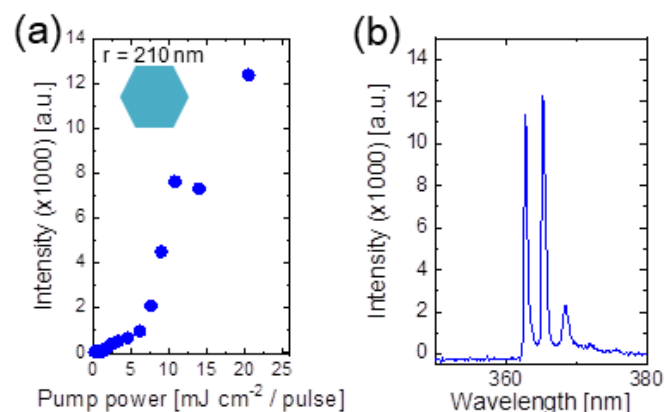 (a)
r = 210 nm
Intensity (x1000) [a.u.]
14
12
10
8
6
4
2
0
0 5 10 15 20 25
Pump power [mJ cm⁻² / pulse]
(b)
Intensity (x1000) [a.u.]
14
12
10
8
6
4
2
0
360 380
Wavelength [nm]